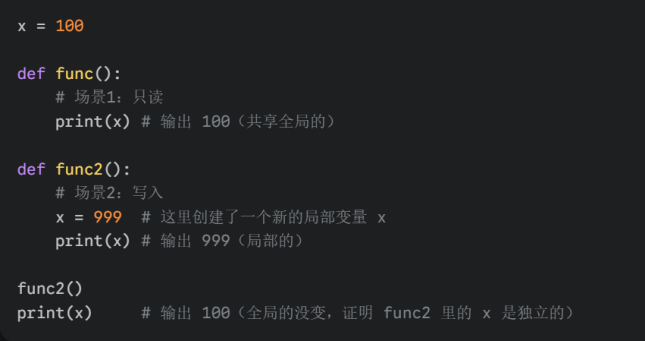 x = 100
def func():
# 场景1：只读
print(x) # 输出 100（共享全局的）
def func2():
# 场景2：写入
x = 999  # 这里创建了一个新的局部变量 x
print(x) # 输出 999（局部的）
func2()
print(x)     # 输出 100（全局的没变，证明 func2 里的 x 是独立的）